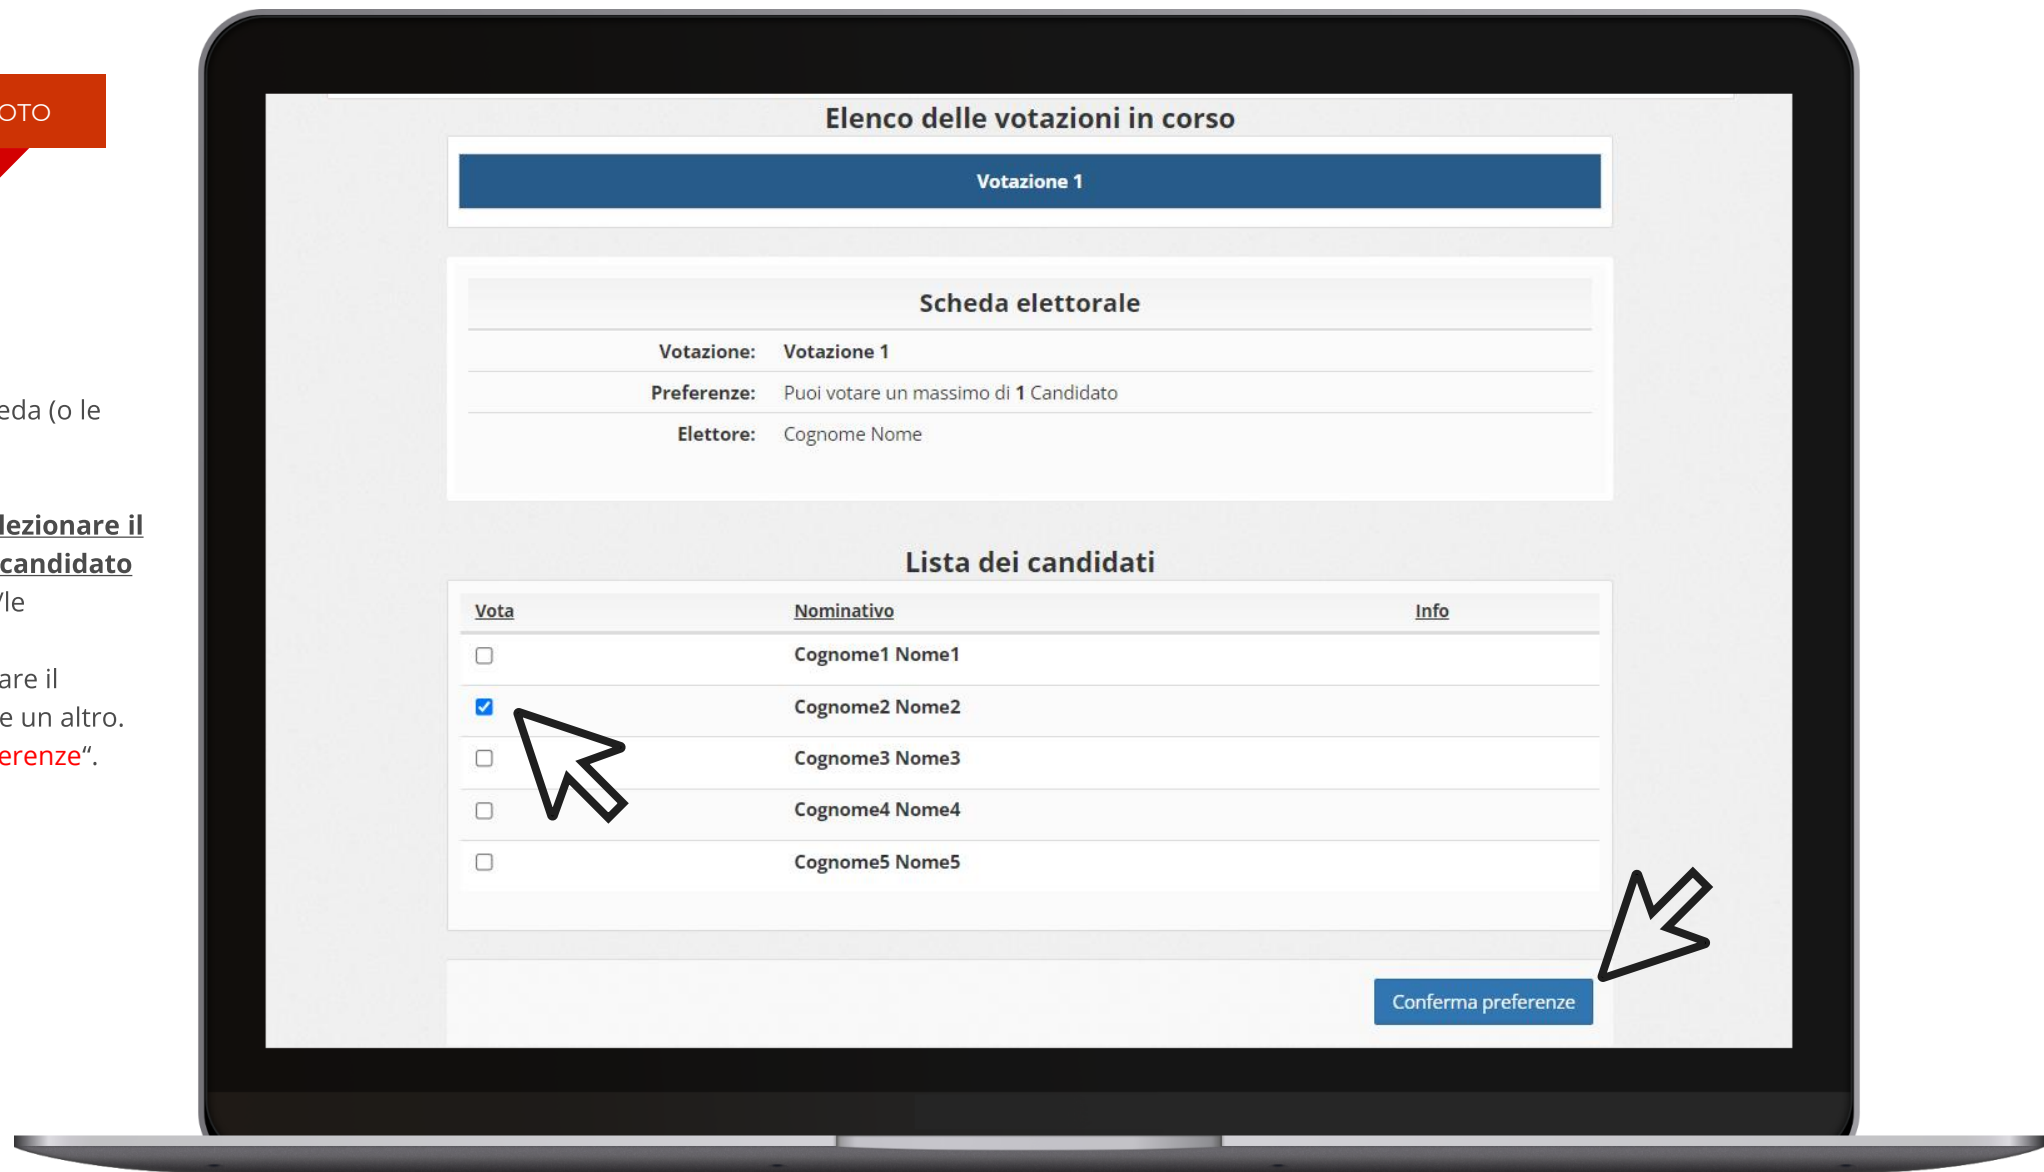 OTO
eda (o le
lezionare il
candidato
/le
are il
e un altro.
erenze“.
Elenco delle votazioni in corso
Votazione 1
Scheda elettorale
Votazione: Votazione 1
Preferenze: Puoi votare un massimo di 1 Candidato
Elettore: Cognome Nome
Lista dei candidati
Vota Nominativo Info
Cognome1 Nome1
Cognome2 Nome2
Cognome3 Nome3
Cognome4 Nome4
Cognome5 Nome5
Conferma preferenze